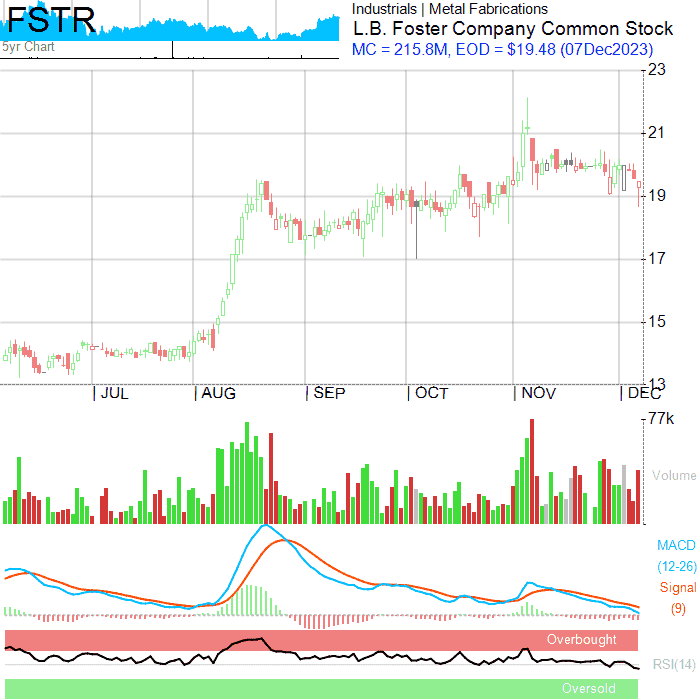 FSTR
5yr Chart
Industrials | Metal Fabrications
L.B. Foster Company Common Stock
MC = 215.8M, EOD = $19.48 (07Dec2023)
23
21
19
17
15
13
| JUL | AUG | SEP | OCT | NOV | DEC
77k
Volume
MACD
(12-26)
Signal
(9)
Overbought
RSI(14)
Oversold